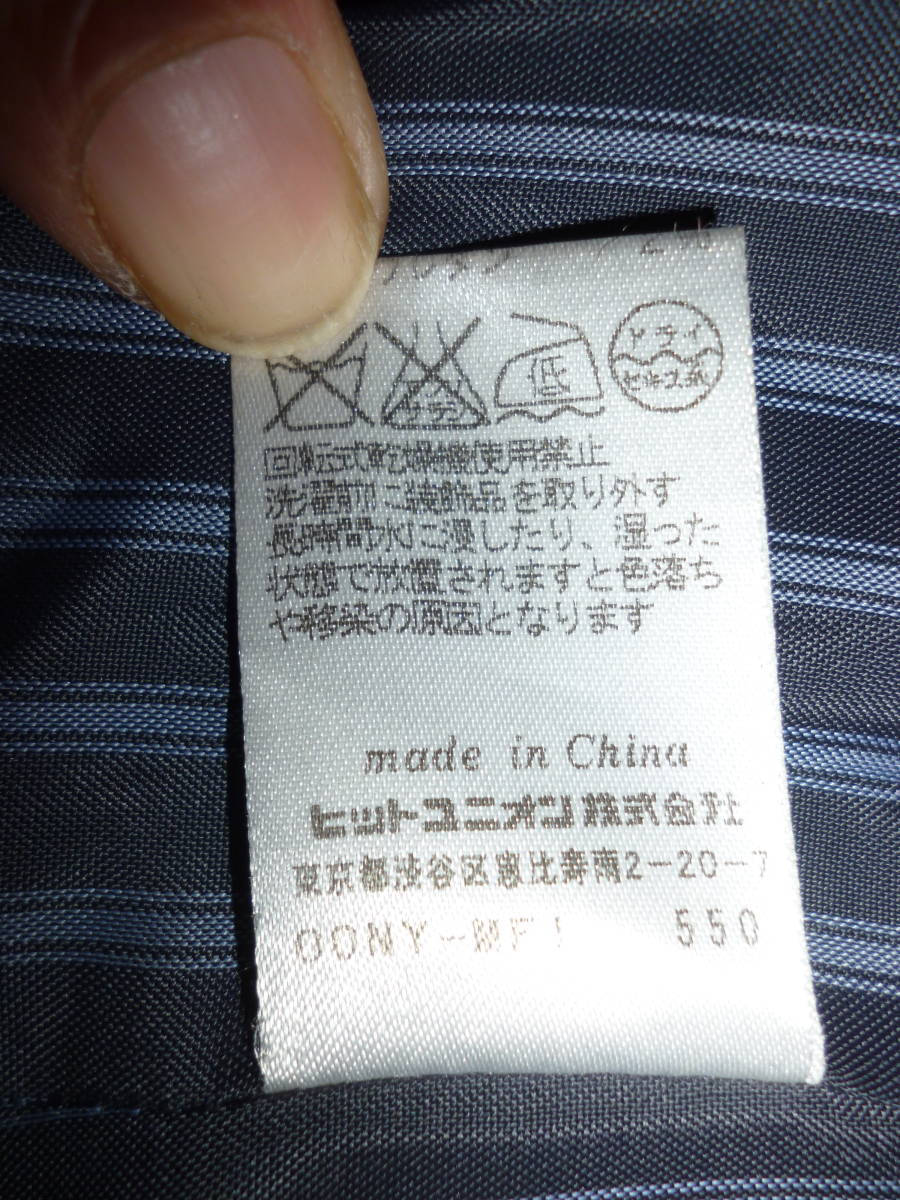 低
ドライ
セキユ系
回転式乾燥機使用禁止
洗濯前に装飾品を取り外す
長時間水に浸したり、湿った
状態で放置されますと色落ち
や移染の原因となります
made in China
ヒットユニオン株式会社
東京都渋谷区恵比寿南2-20-7
550